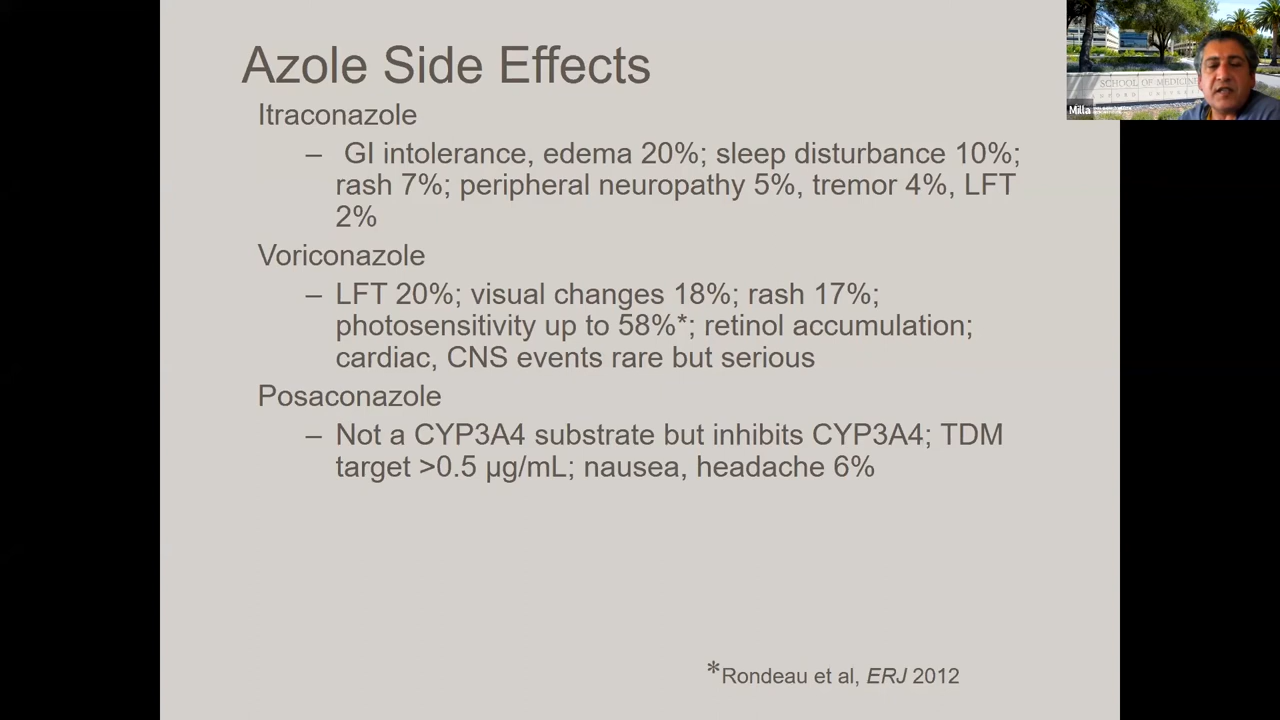 Azole Side Effects
Itraconazole
– GI intolerance, edema 20%; sleep disturbance 10%;
rash 7%; peripheral neuropathy 5%, tremor 4%, LFT
2%
Voriconazole
– LFT 20%; visual changes 18%; rash 17%;
photosensitivity up to 58%*; retinol accumulation;
cardiac, CNS events rare but serious
Posaconazole
– Not a CYP3A4 substrate but inhibits CYP3A4; TDM
target >0.5 µg/mL; nausea, headache 6%
*Rondeau et al, ERJ 2012
SCHOOL OF MEDICINE
Milla